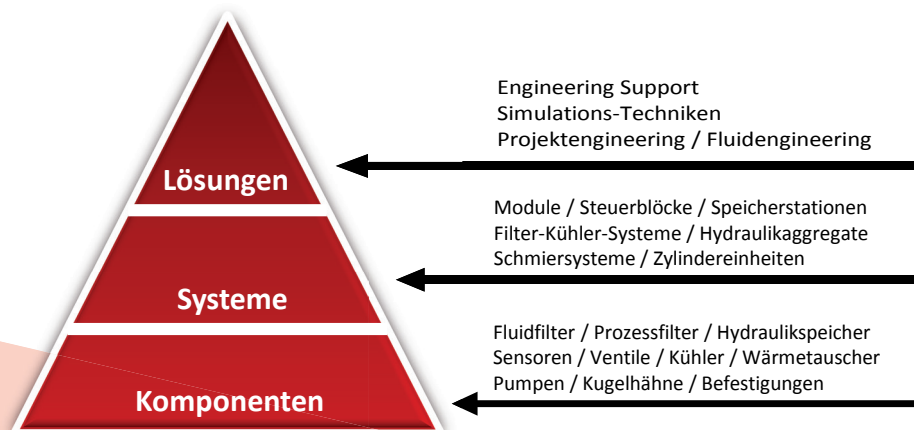 Engineering Support
Simulations-Techniken
Projektengineering / Fluidengineering
Lösungen
Module / Steuerblöcke / Speicherstationen
Filter-Kühler-Systeme / Hydraulikaggregate
Schmiersysteme / Zylindereinheiten
Systeme
Fluidfilter / Prozessfilter / Hydraulikspeicher
Sensoren / Ventile / Kühler / Wärmetauscher
Pumpen / Kugelhähne / Befestigungen
Komponenten